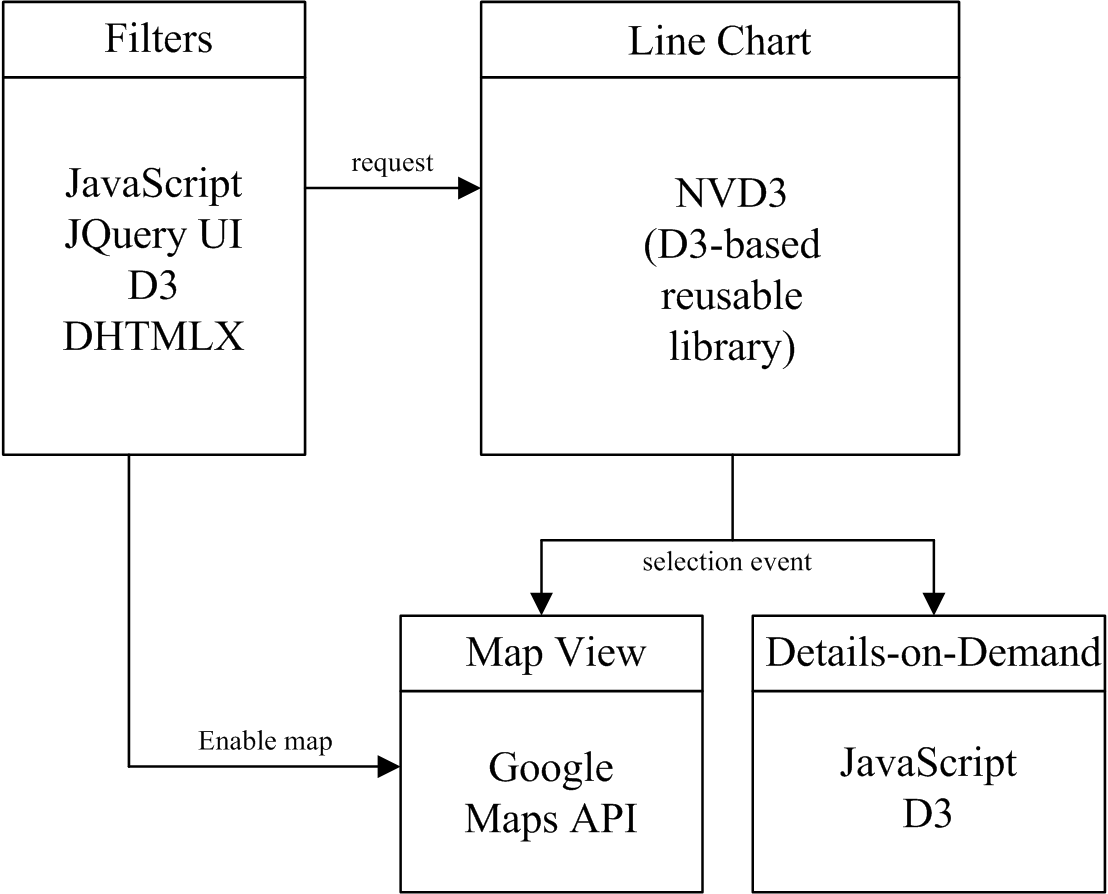 Filters
JavaScript
JQuery UI
D3
DHTMLX
request
Line Chart
NVD3
(D3-based
reusable
library)
selection event
Enable map
Map View
Google
Maps API
Details-on-Demand
JavaScript
D3